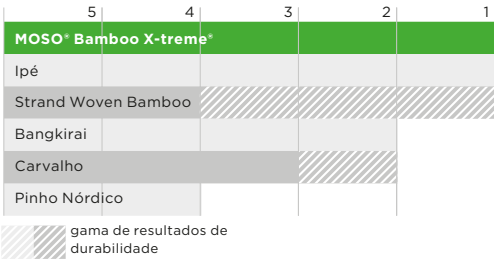 5 4 3 2 1
MOSO® Bamboo X-treme®
Ipé
Strand Woven Bamboo
Bangkirai
Carvalho
Pinho Nórdico
gama de resultados de
durabilidade